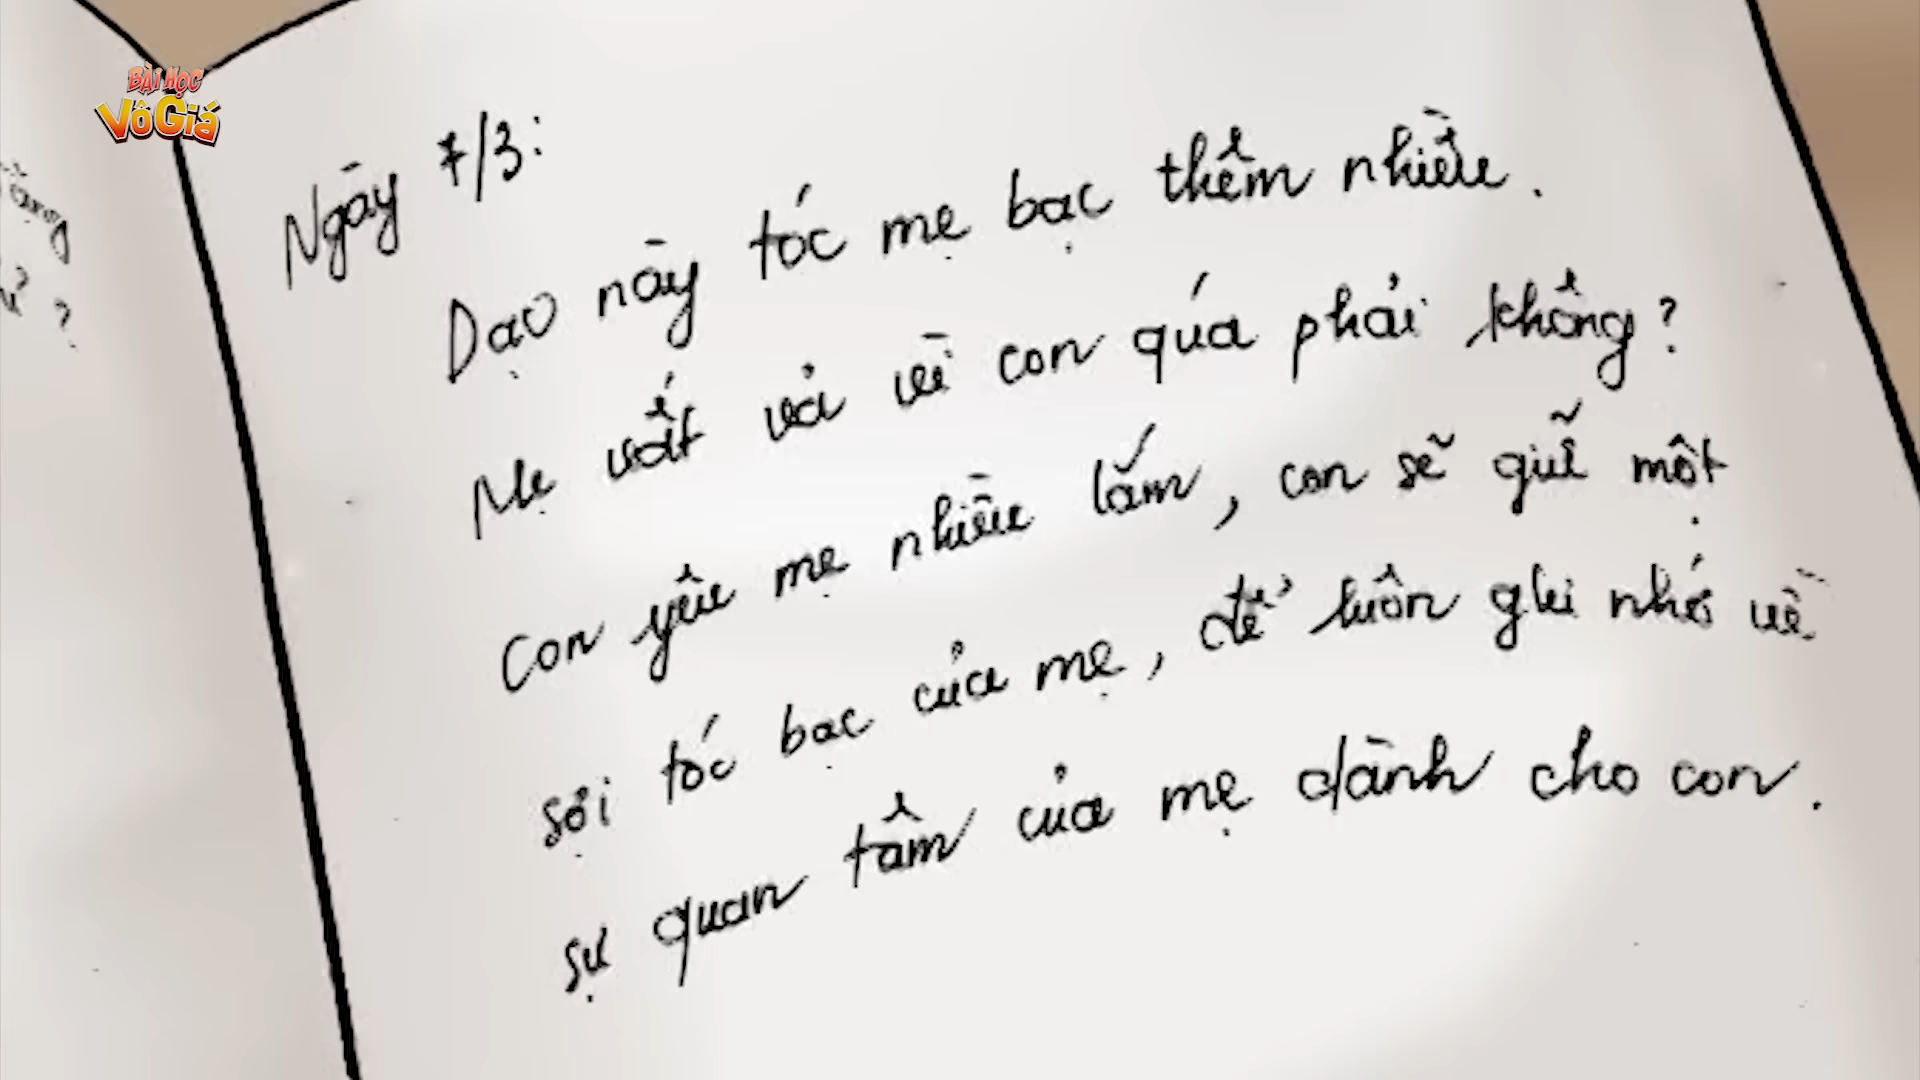 BÀI HỌC
VÔ GIÁ
Ngày 7/3:
Dạo này tóc mẹ bạc thêm nhiều.
Mẹ vất vả vì con quá phải không?
Con yêu mẹ nhiều lắm, con sẽ giữ một
sợi tóc bạc của mẹ, để luôn ghi nhớ về
sự quan tâm của mẹ dành cho con.